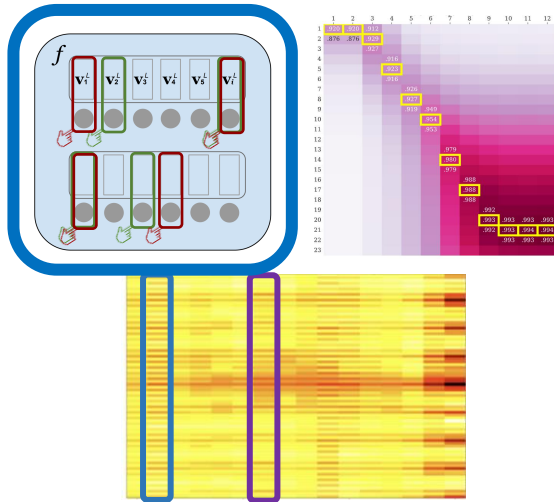 f
v₁ᴸ v₂ᴸ v₃ᴸ v₄ᴸ v₅ᴸ vᵢᴸ
1 2 3 4 5 6 7 8 9 10 11 12
1 .920 .920 .912
2 .876 .876 .929
3 .927
4 .916
5 .923
6 .916
7 .926
8 .927
9 .919 .949
10 .954
11 .953
12
13 .979
14 .980
15 .979
16 .988
17 .988
18 .988
19 .992
20 .993 .993 .993 .993
21 .992 .993 .994 .994
22 .993 .993 .993
23